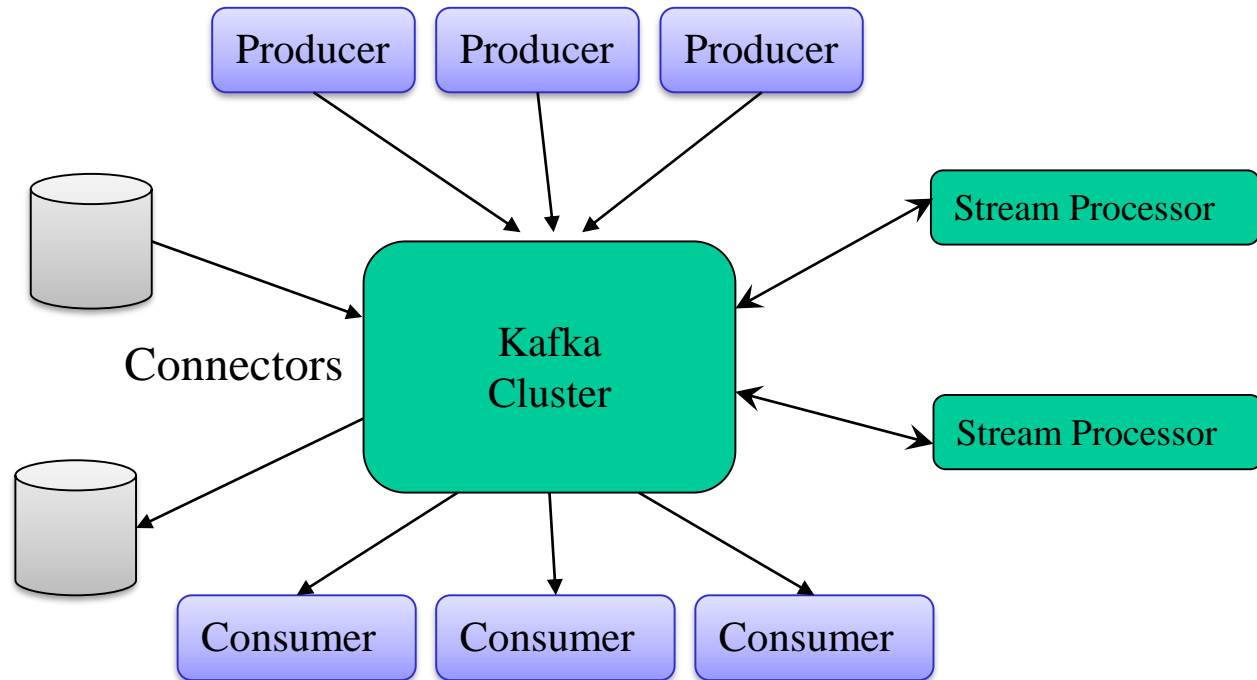 Producer
Producer
Producer
Stream Processor
Connectors
Kafka
Cluster
Stream Processor
Consumer
Consumer
Consumer